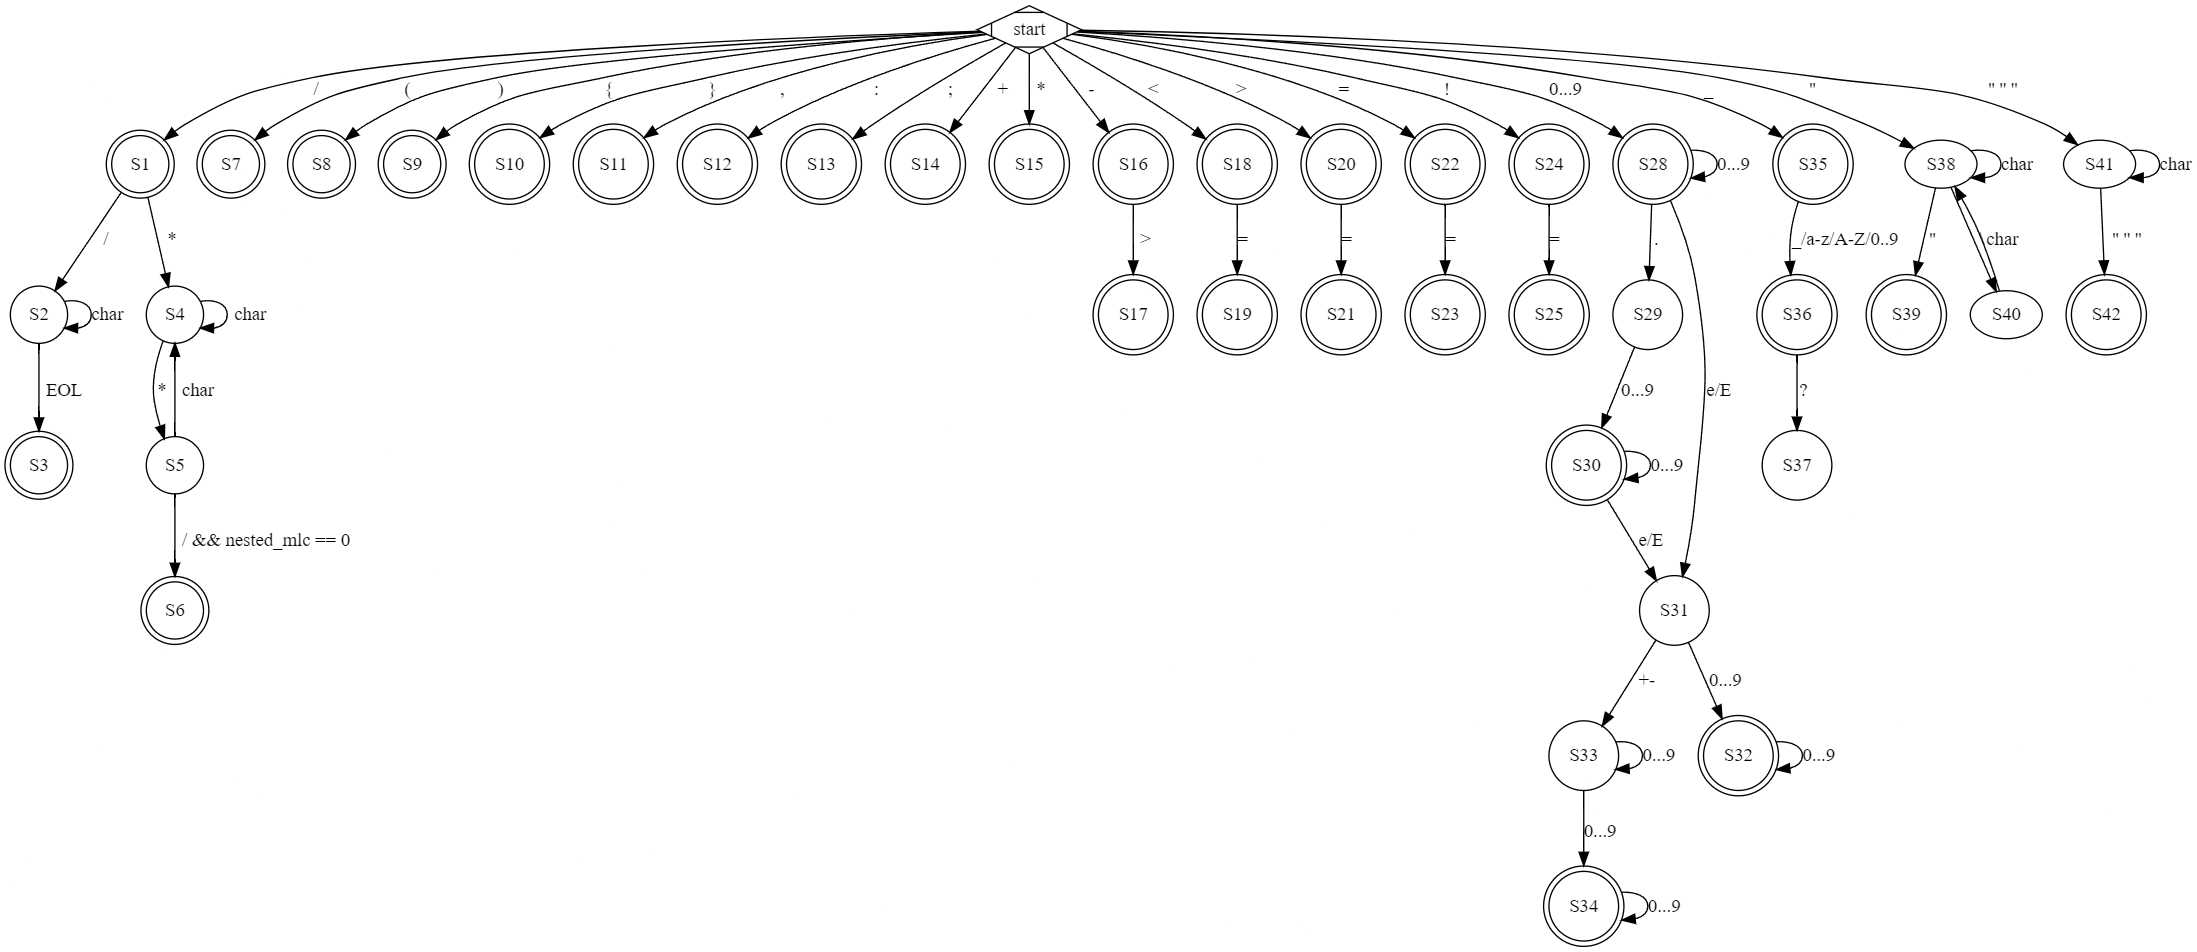 start
/ ( ) { } , : ; + * - < > = ! 0...9 _ " " " "
S1 S7 S8 S9 S10 S11 S12 S13 S14 S15 S16 S18 S20 S22 S24 S28 0...9 S35 S38 char S41 char
/ * > = = = = . _/a-z/A-Z/0..9 " \ char " " "
S2 char S4 char S17 S19 S21 S23 S25 S29 S36 S39 S40 S42
EOL * char 0...9 e/E ?
S3 S5 S30 0...9 S37
/ && nested_mlc == 0 e/E
S6 S31
+- 0...9
S33 0...9 S32 0...9
0...9
S34 0...9